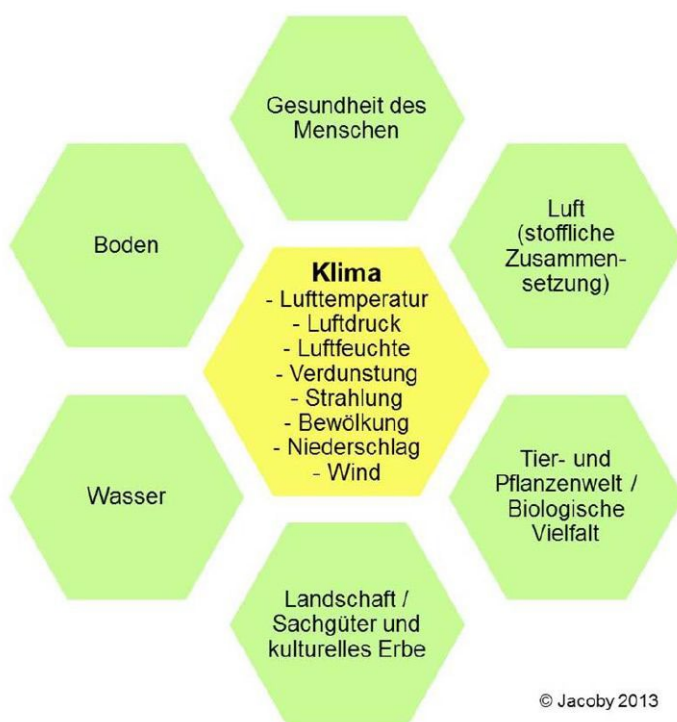 Gesundheit des
Menschen
Luft
(stoffliche
Zusammen-
setzung)
Boden
Klima
- Lufttemperatur
- Luftdruck
- Luftfeuchte
- Verdunstung
- Strahlung
- Bewölkung
- Niederschlag
- Wind
Wasser
Tier- und
Pflanzenwelt /
Biologische
Vielfalt
Landschaft /
Sachgüter und
kulturelles Erbe
© Jacoby 2013